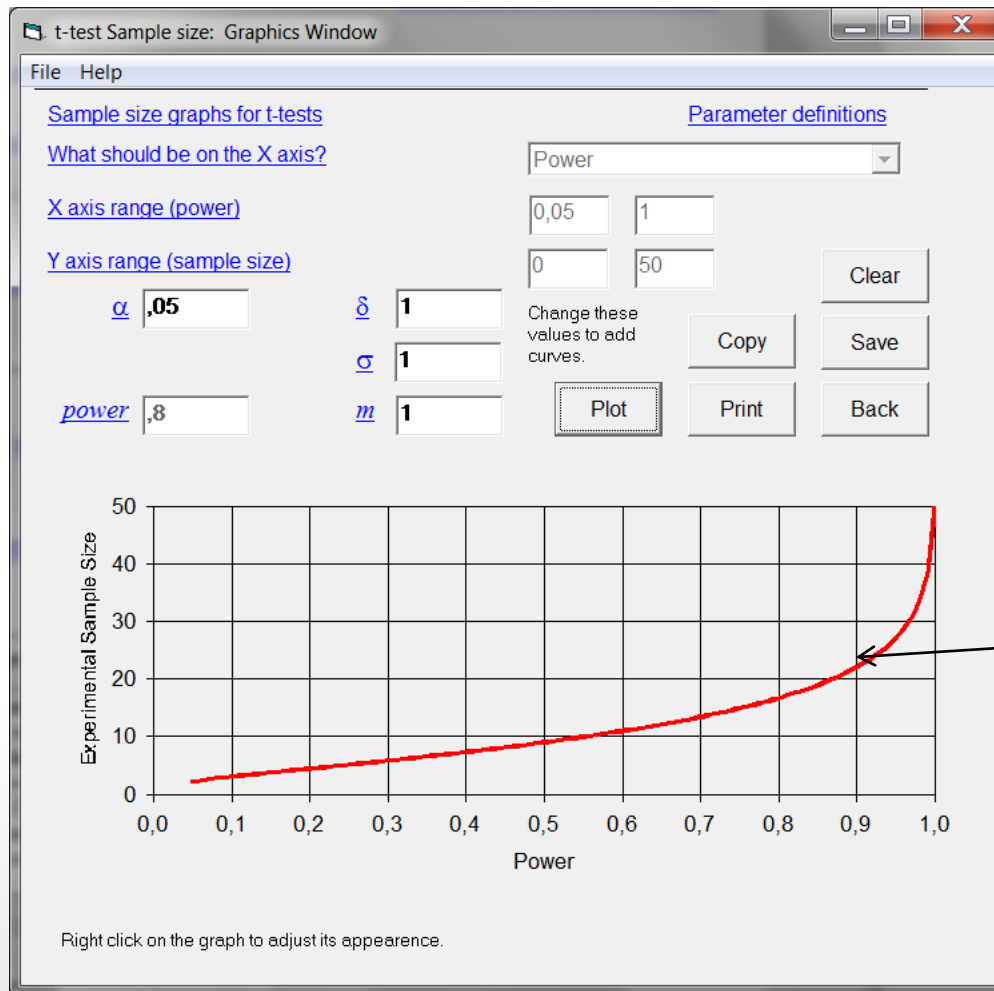 t-test Sample size: Graphics Window
File Help
Sample size graphs for t-tests
Parameter definitions
What should be on the X axis?
Power
X axis range (power)
0,05 1
Y axis range (sample size)
0 50
Clear
α ,05 δ 1
Change these
values to add
curves.
Copy Save
σ 1
power ,8 m 1
Plot Print Back
Experimental Sample Size
50
40
30
20
10
0
0,0 0,1 0,2 0,3 0,4 0,5 0,6 0,7 0,8 0,9 1,0
Power
Right click on the graph to adjust its appearence.